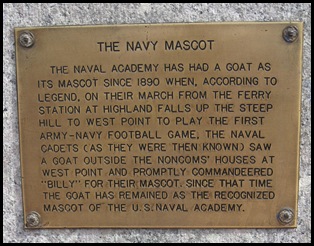 THE NAVY MASCOT
THE NAVAL ACADEMY HAS HAD A GOAT AS
ITS MASCOT SINCE 1890 WHEN, ACCORDING TO
LEGEND, ON THEIR MARCH FROM THE FERRY
STATION AT HIGHLAND FALLS UP THE STEEP
HILL TO WEST POINT TO PLAY THE FIRST
ARMY-NAVY FOOTBALL GAME, THE NAVAL
CADETS (AS THEY WERE THEN KNOWN) SAW
A GOAT OUTSIDE THE NONCOMS' HOUSES AT
WEST POINT AND PROMPTLY COMMANDEERED
"BILLY" FOR THEIR MASCOT. SINCE THAT TIME
THE GOAT HAS REMAINED AS THE RECOGNIZED
MASCOT OF THE U.S. NAVAL ACADEMY.